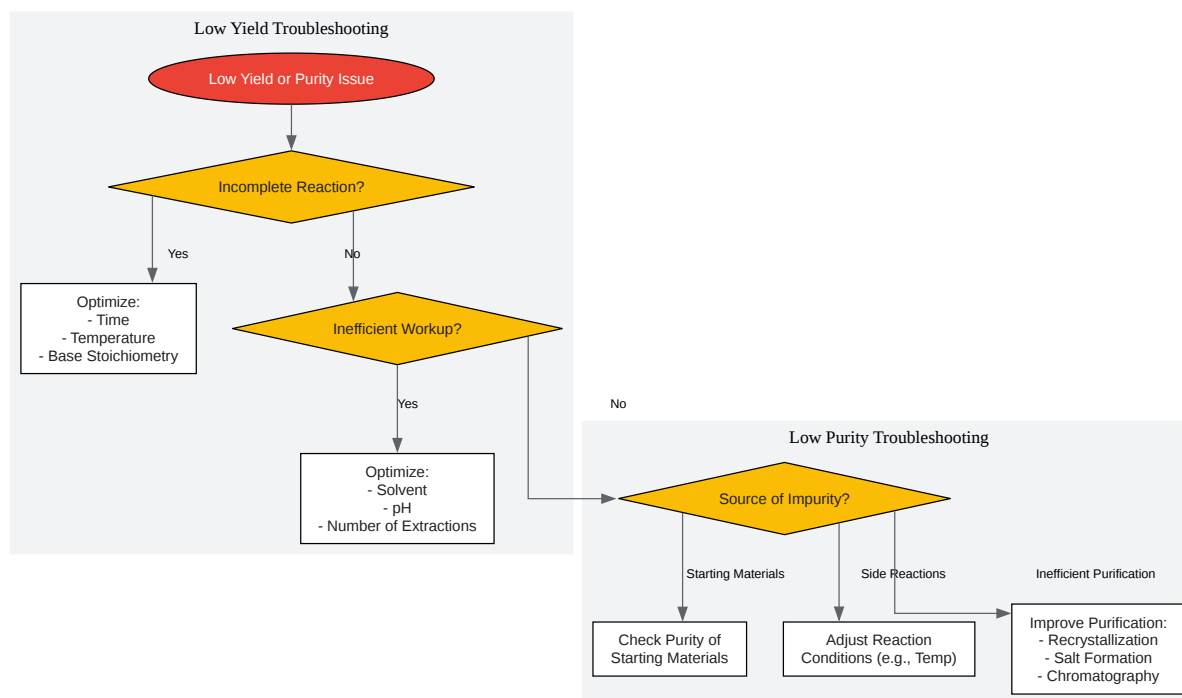 Low Yield Troubleshooting
Low Yield or Purity Issue
Incomplete Reaction?
Yes
No
Optimize:
- Time
- Temperature
- Base Stoichiometry
Inefficient Workup?
Yes
No
Optimize:
- Solvent
- pH
- Number of Extractions
Low Purity Troubleshooting
Source of Impurity?
Starting Materials
Side Reactions
Inefficient Purification
Check Purity of
Starting Materials
Adjust Reaction
Conditions (e.g., Temp)
Improve Purification:
- Recrystallization
- Salt Formation
- Chromatography